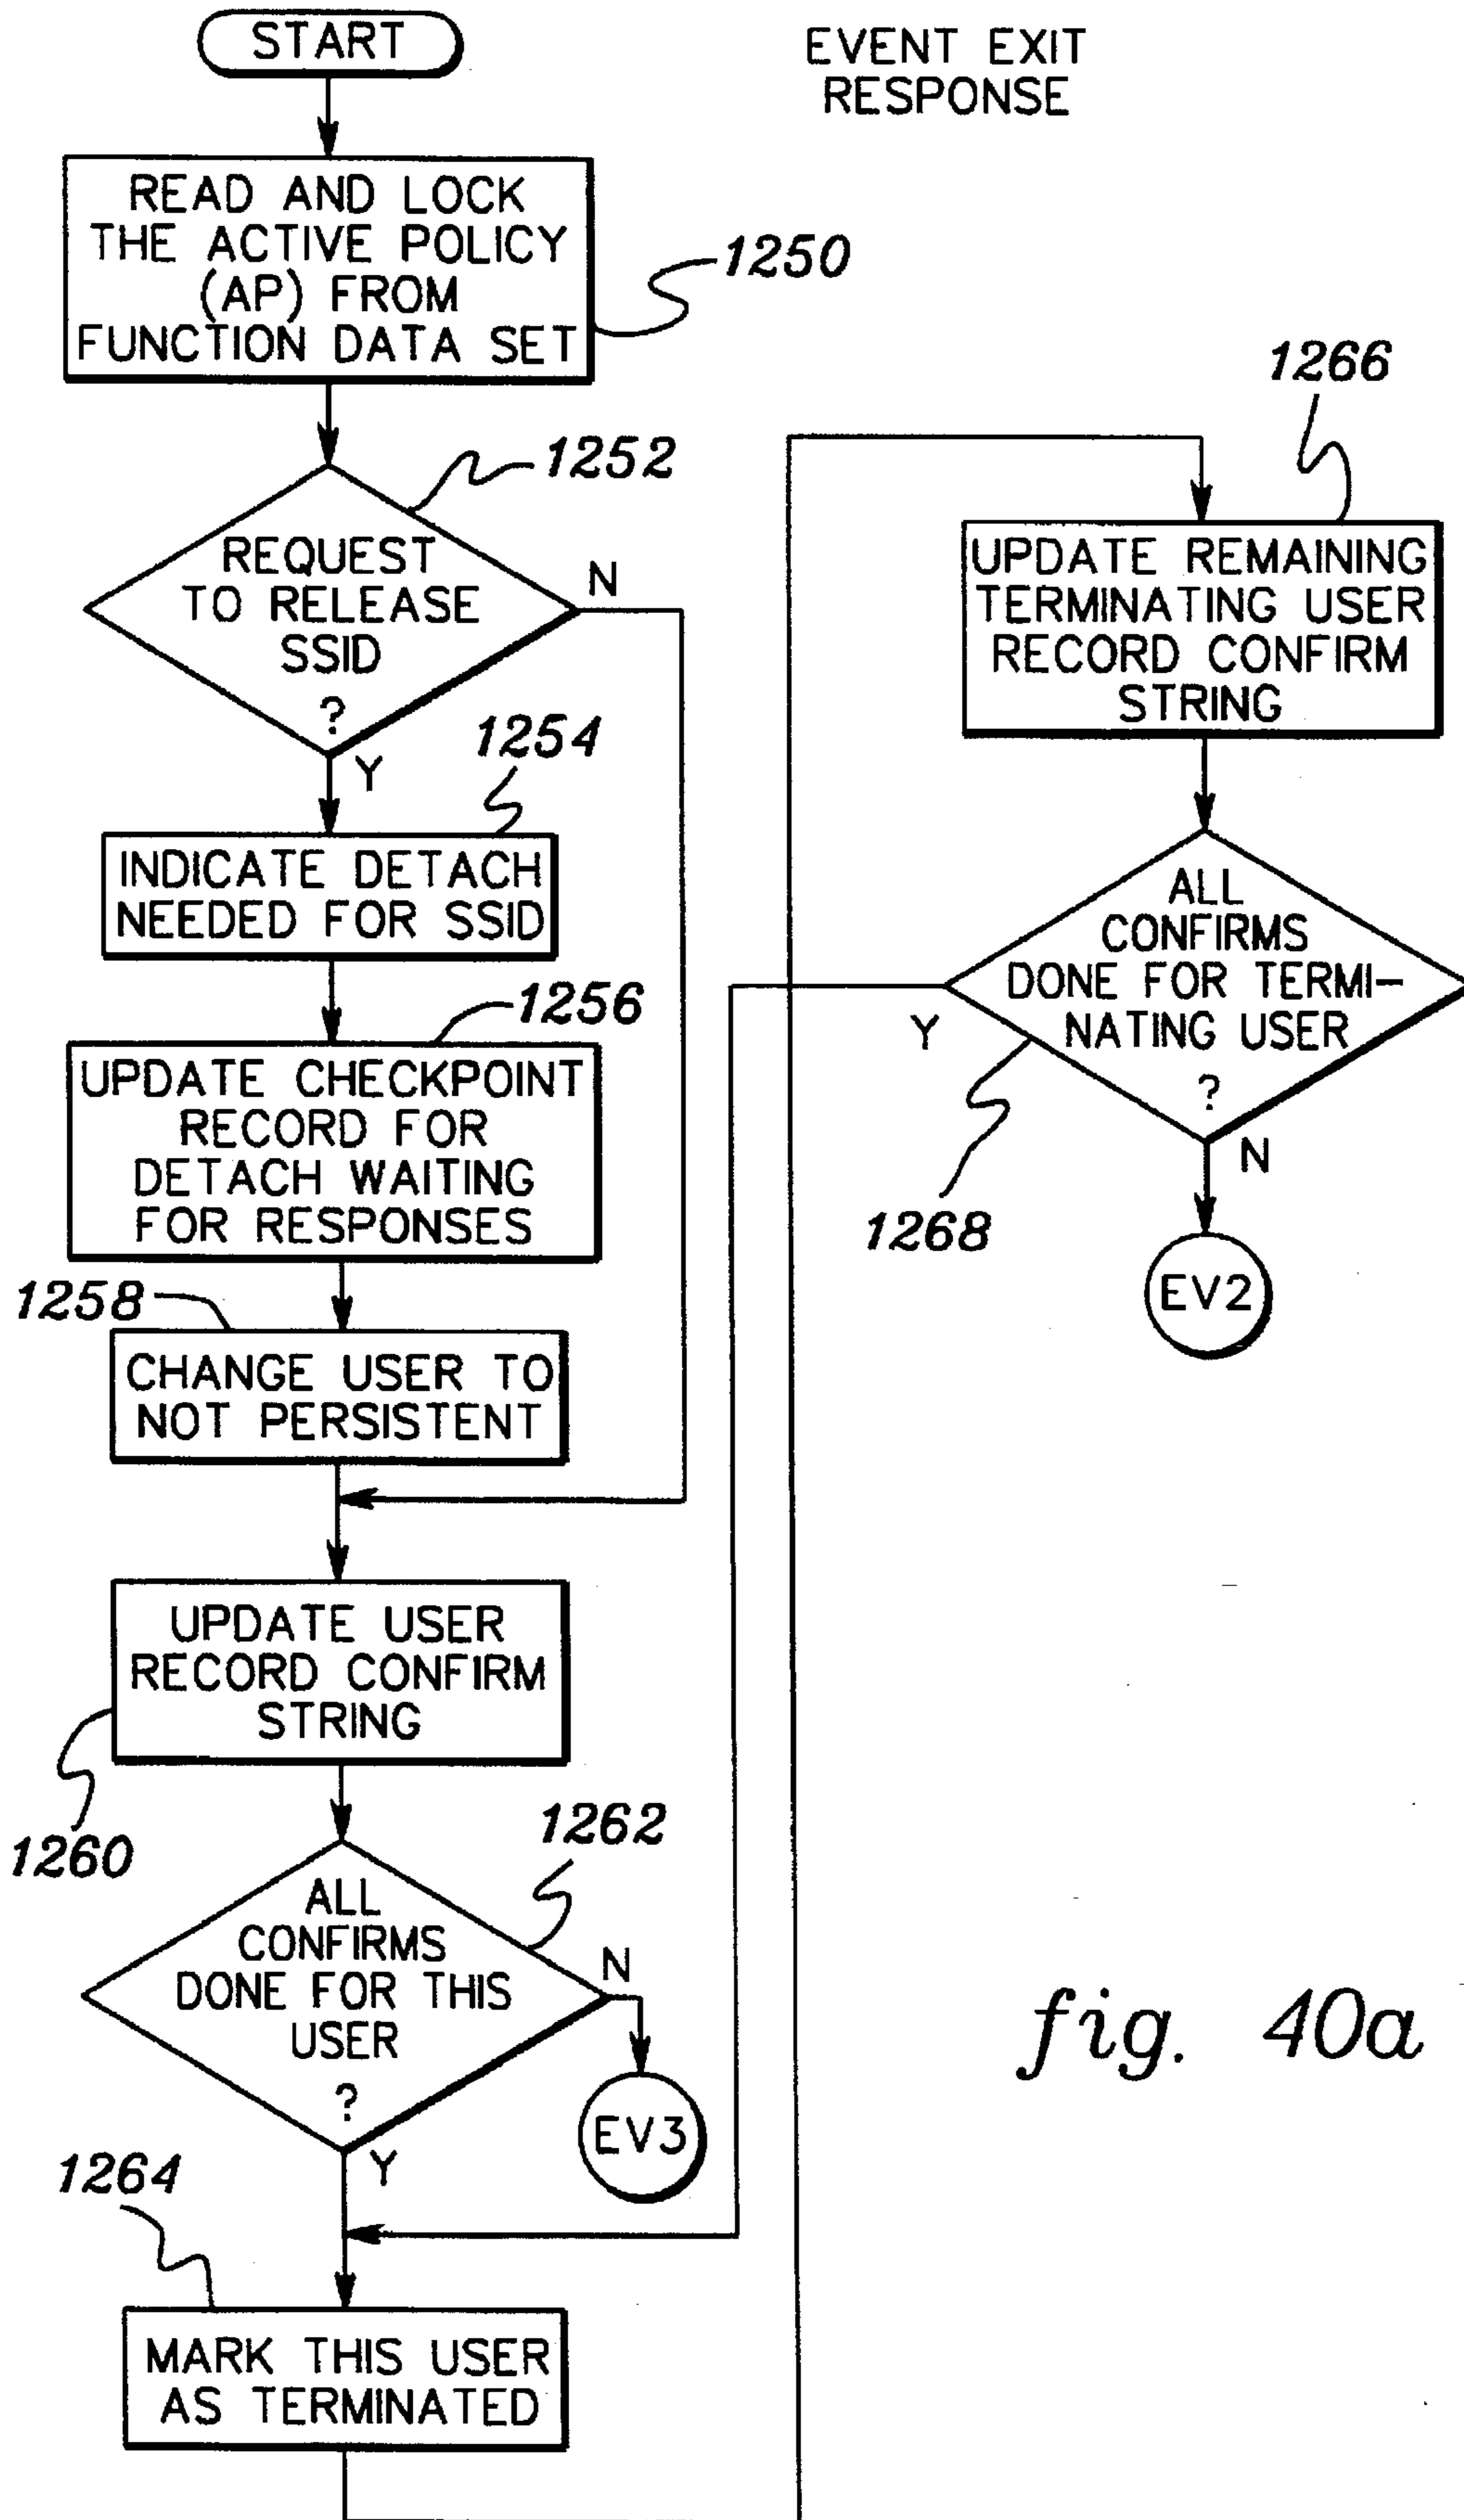 START
EVENT EXIT
RESPONSE
READ AND LOCK
THE ACTIVE POLICY
(AP) FROM
FUNCTION DATA SET
1250
1252
REQUEST
TO RELEASE
SSID
?
N
Y
1254
INDICATE DETACH
NEEDED FOR SSID
1256
UPDATE CHECKPOINT
RECORD FOR
DETACH WAITING
FOR RESPONSES
1258
CHANGE USER TO
NOT PERSISTENT
UPDATE USER
RECORD CONFIRM
STRING
1260
1262
ALL
CONFIRMS
DONE FOR THIS
USER
?
N
EV3
Y
1264
MARK THIS USER
AS TERMINATED
1266
UPDATE REMAINING
TERMINATING USER
RECORD CONFIRM
STRING
ALL
CONFIRMS
DONE FOR TERMI-
NATING USER
?
Y
N
1268
EV2
fig. 40a